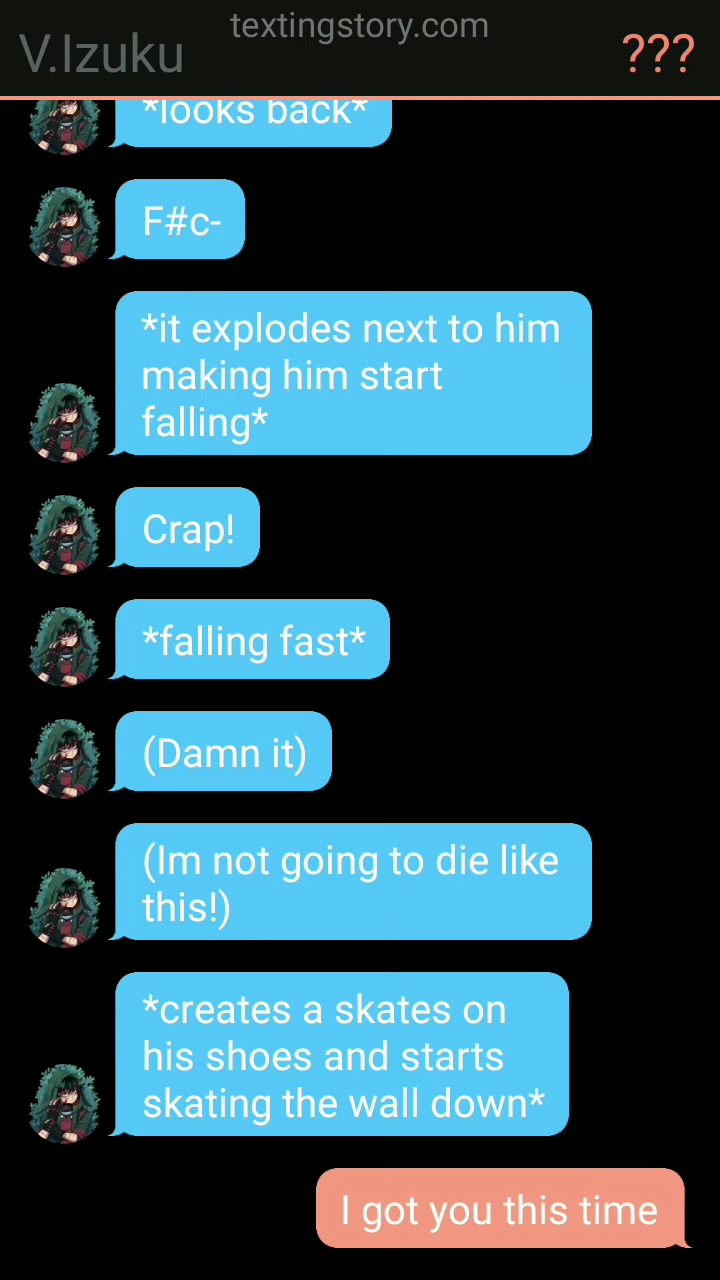 textingstory.com
V.Izuku
???
*looks back*
F#c-
*it explodes next to him
making him start
falling*
Crap!
*falling fast*
(Damn it)
(Im not going to die like
this!)
*creates a skates on
his shoes and starts
skating the wall down*
I got you this time